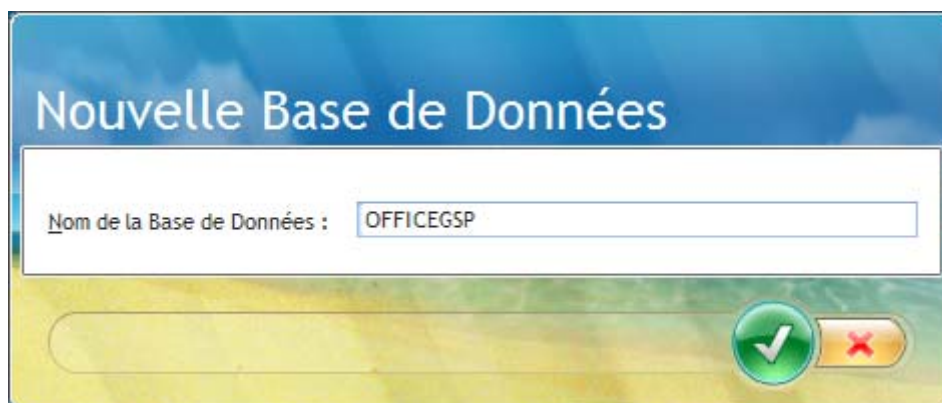 Nouvelle Base de Données
Nom de la Base de Données : OFFICEGSP